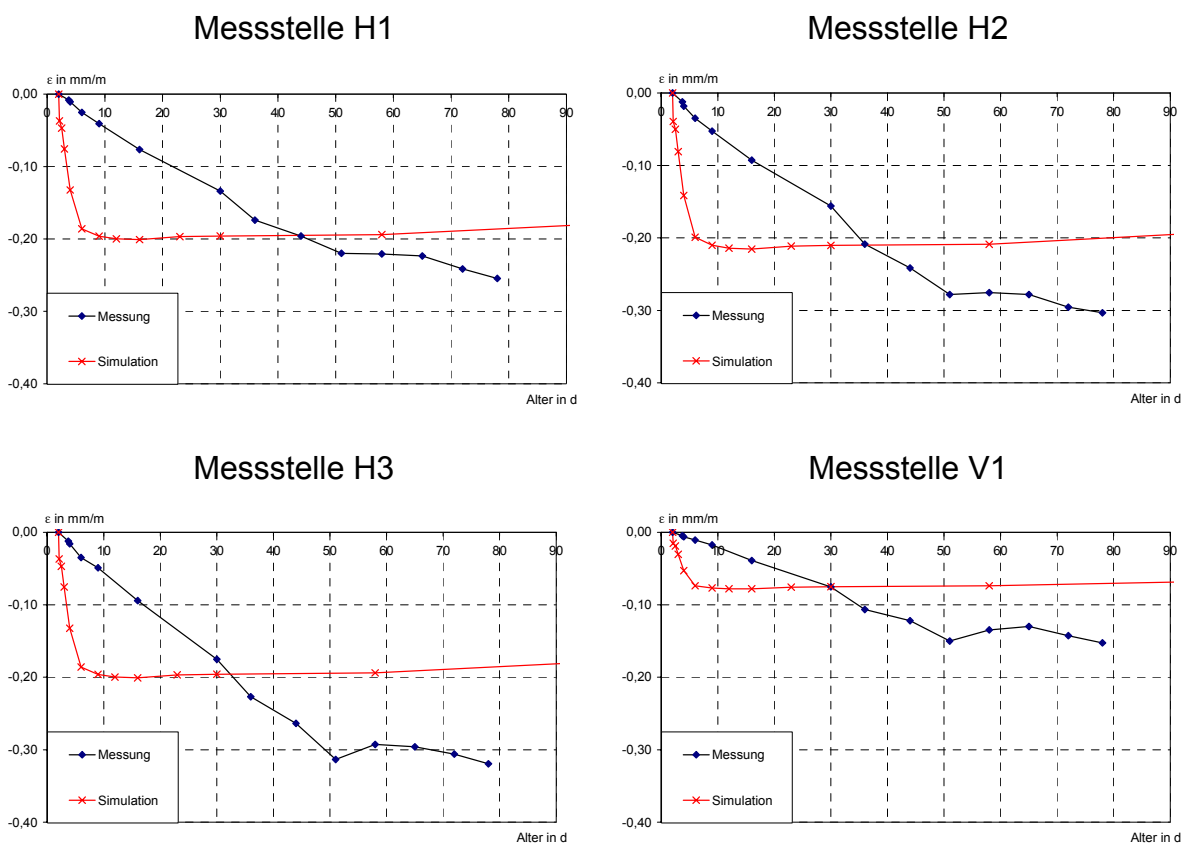 Messstelle H1
ε in mm/m
0,00
0 10 20 30 40 50 60 70 80 90
-0,10
-0,20
-0,30
-0,40
Messung
Simulation
Alter in d
Messstelle H2
ε in mm/m
0,00
0 10 20 30 40 50 60 70 80 90
-0,10
-0,20
-0,30
-0,40
Messung
Simulation
Alter in d
Messstelle H3
ε in mm/m
0,00
0 10 20 30 40 50 60 70 80 90
-0,10
-0,20
-0,30
-0,40
Messung
Simulation
Alter in d
Messstelle V1
ε in mm/m
0,00
0 10 20 30 40 50 60 70 80 90
-0,10
-0,20
-0,30
-0,40
Messung
Simulation
Alter in d